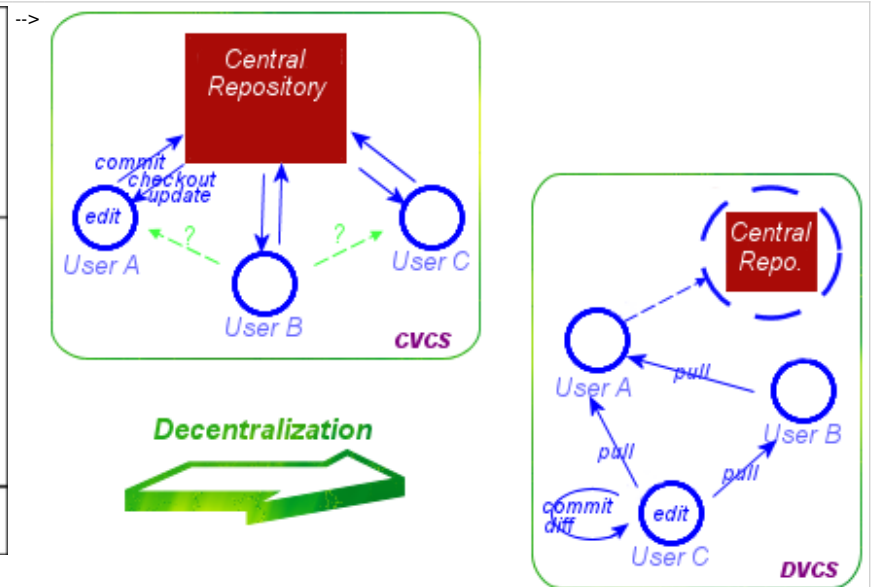 -->
Central
Repository
commit
checkout
update
edit
User A
?
?
User B
User C
CVCS
Decentralization
Central
Repo.
User A
pull
User B
pull
pull
commit
diff
edit
User C
DVCS